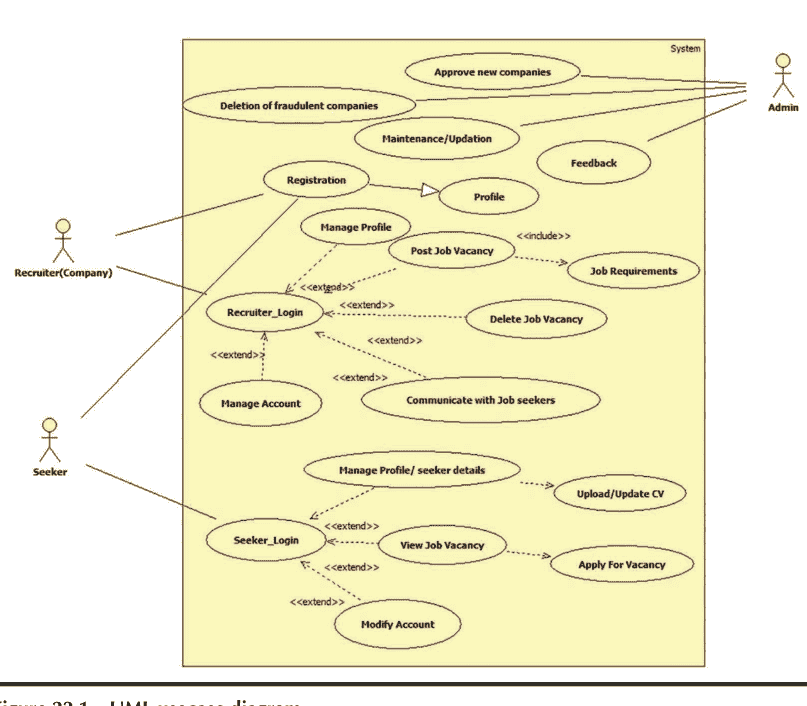 System
Approve new companies
Admin
Deletion of fraudulent companies
Maintenance/Updation
Feedback
Registration
Profile
Manage Profile
Recruiter(Company)
Post Job Vacancy
<<include>>
Job Requirements
<<extend>>
Recruiter_Login
<<extend>>
Delete Job Vacancy
<<extend>>
<<extend>>
<<extend>>
Manage Account
Communicate with Job seekers
Seeker
Manage Profile/ seeker details
Upload/Update CV
Seeker_Login
<<extend>>
View Job Vacancy
Apply For Vacancy
<<extend>>
<<extend>>
Modify Account